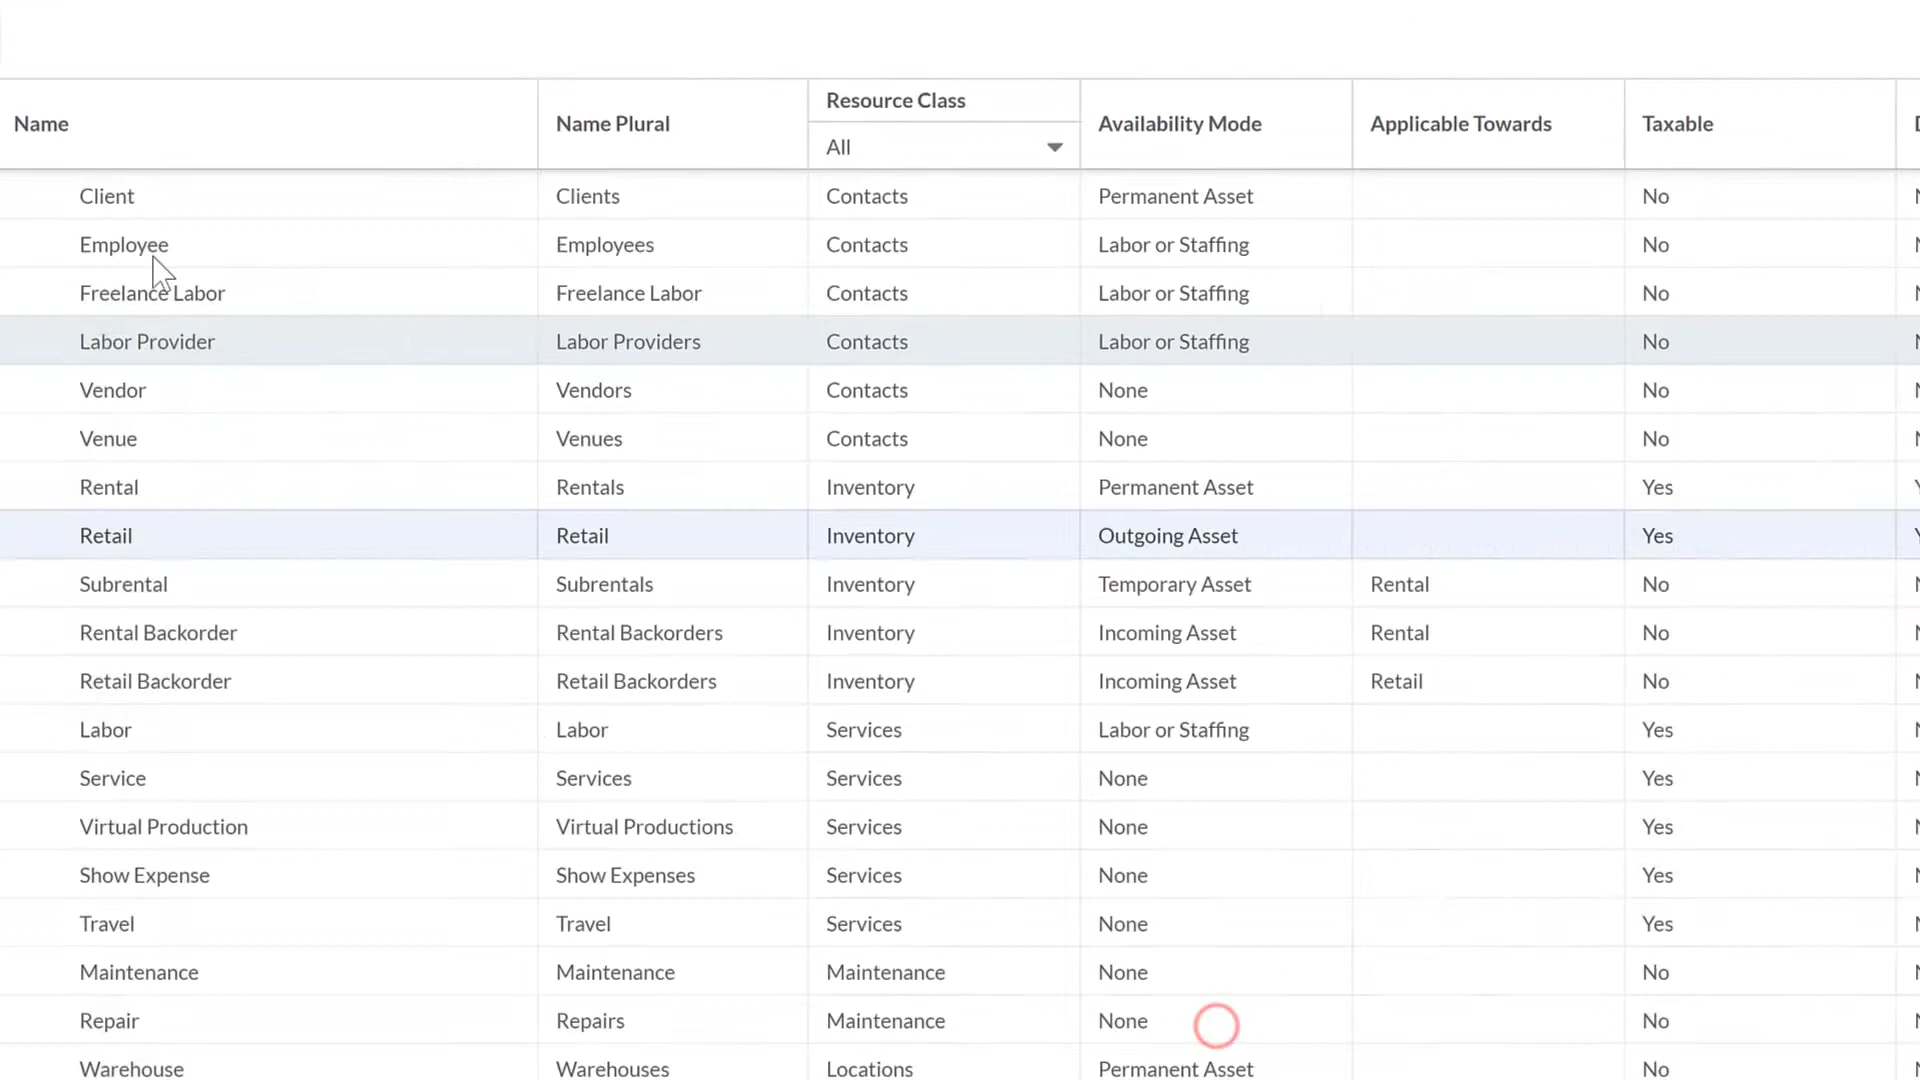 Name Name Plural Resource Class Availability Mode Applicable Towards Taxable
All
Client Clients Contacts Permanent Asset No
Employee Employees Contacts Labor or Staffing No
Freelance Labor Freelance Labor Contacts Labor or Staffing No
Labor Provider Labor Providers Contacts Labor or Staffing No
Vendor Vendors Contacts None No
Venue Venues Contacts None No
Rental Rentals Inventory Permanent Asset Yes
Retail Retail Inventory Outgoing Asset Yes
Subrental Subrentals Inventory Temporary Asset Rental No
Rental Backorder Rental Backorders Inventory Incoming Asset Rental No
Retail Backorder Retail Backorders Inventory Incoming Asset Retail No
Labor Labor Services Labor or Staffing Yes
Service Services Services None Yes
Virtual Production Virtual Productions Services None Yes
Show Expense Show Expenses Services None Yes
Travel Travel Services None Yes
Maintenance Maintenance Maintenance None No
Repair Repairs Maintenance None No
Warehouse Warehouses Locations Permanent Asset No